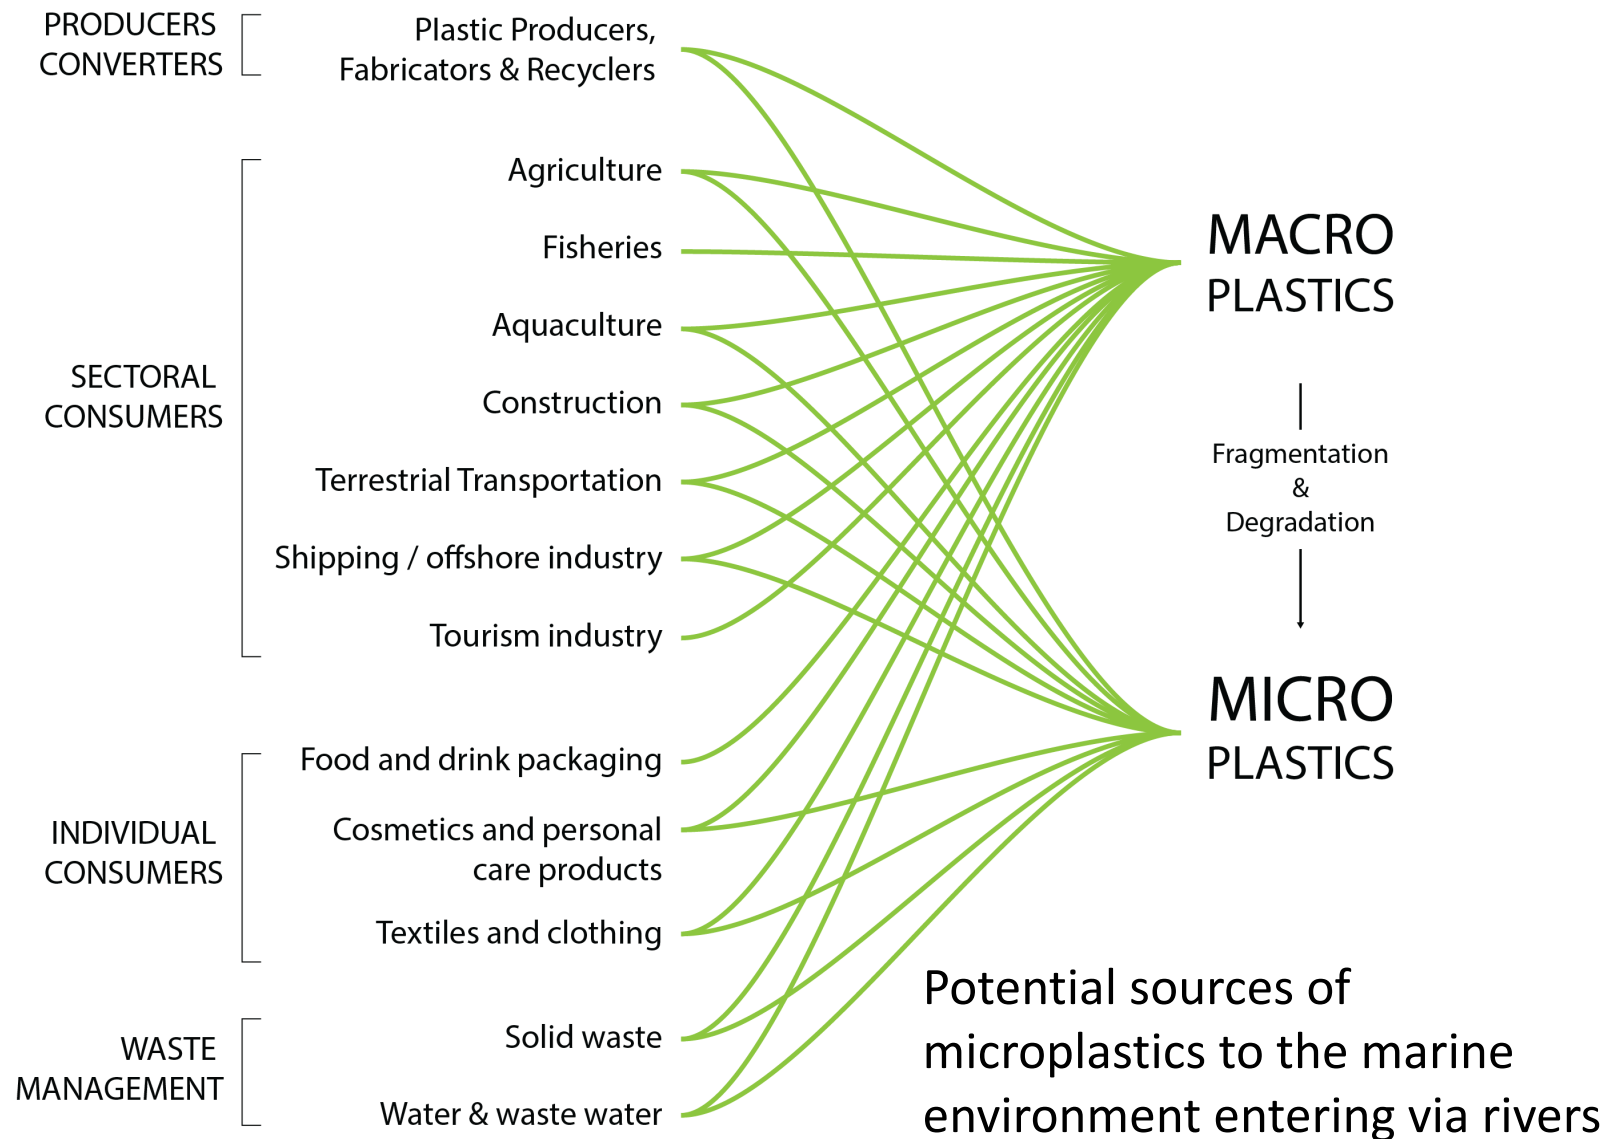 PRODUCERS
CONVERTERS
Plastic Producers,
Fabricators & Recyclers
SECTORAL
CONSUMERS
Agriculture
Fisheries
Aquaculture
Construction
Terrestrial Transportation
Shipping / offshore industry
Tourism industry
INDIVIDUAL
CONSUMERS
Food and drink packaging
Cosmetics and personal
care products
Textiles and clothing
WASTE
MANAGEMENT
Solid waste
Water & waste water
MACRO
PLASTICS
Fragmentation
&
Degradation
MICRO
PLASTICS
Potential sources of
microplastics to the marine
environment entering via rivers